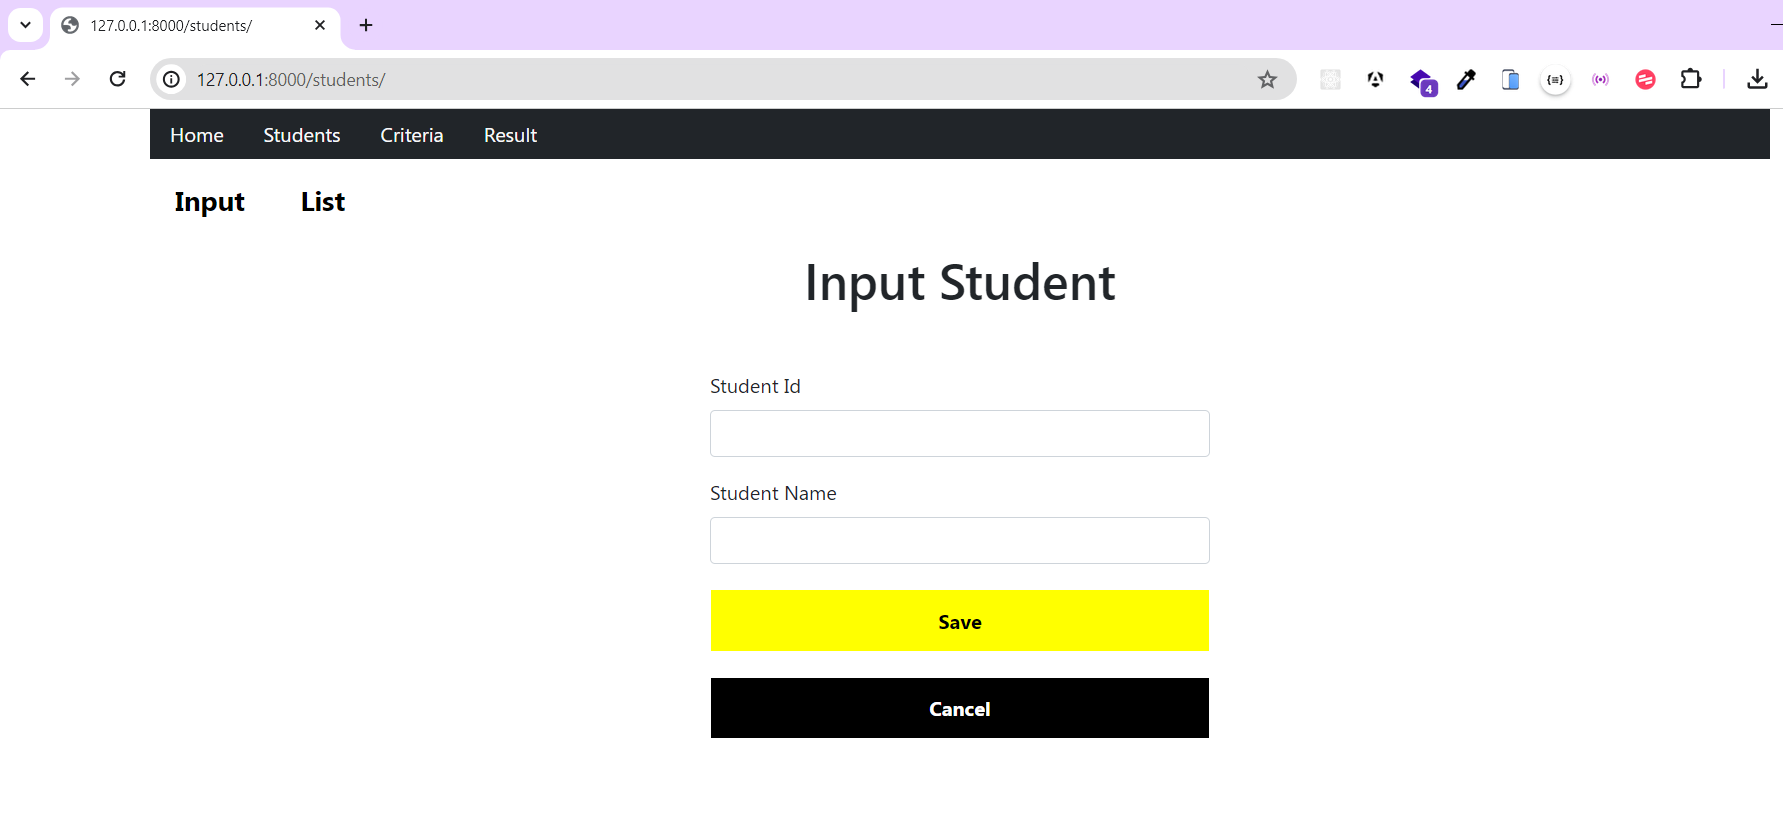 127.0.0.1:8000/students/
127.0.0.1:8000/students/
4
Home Students Criteria Result
Input List
Input Student
Student Id
Student Name
Save
Cancel